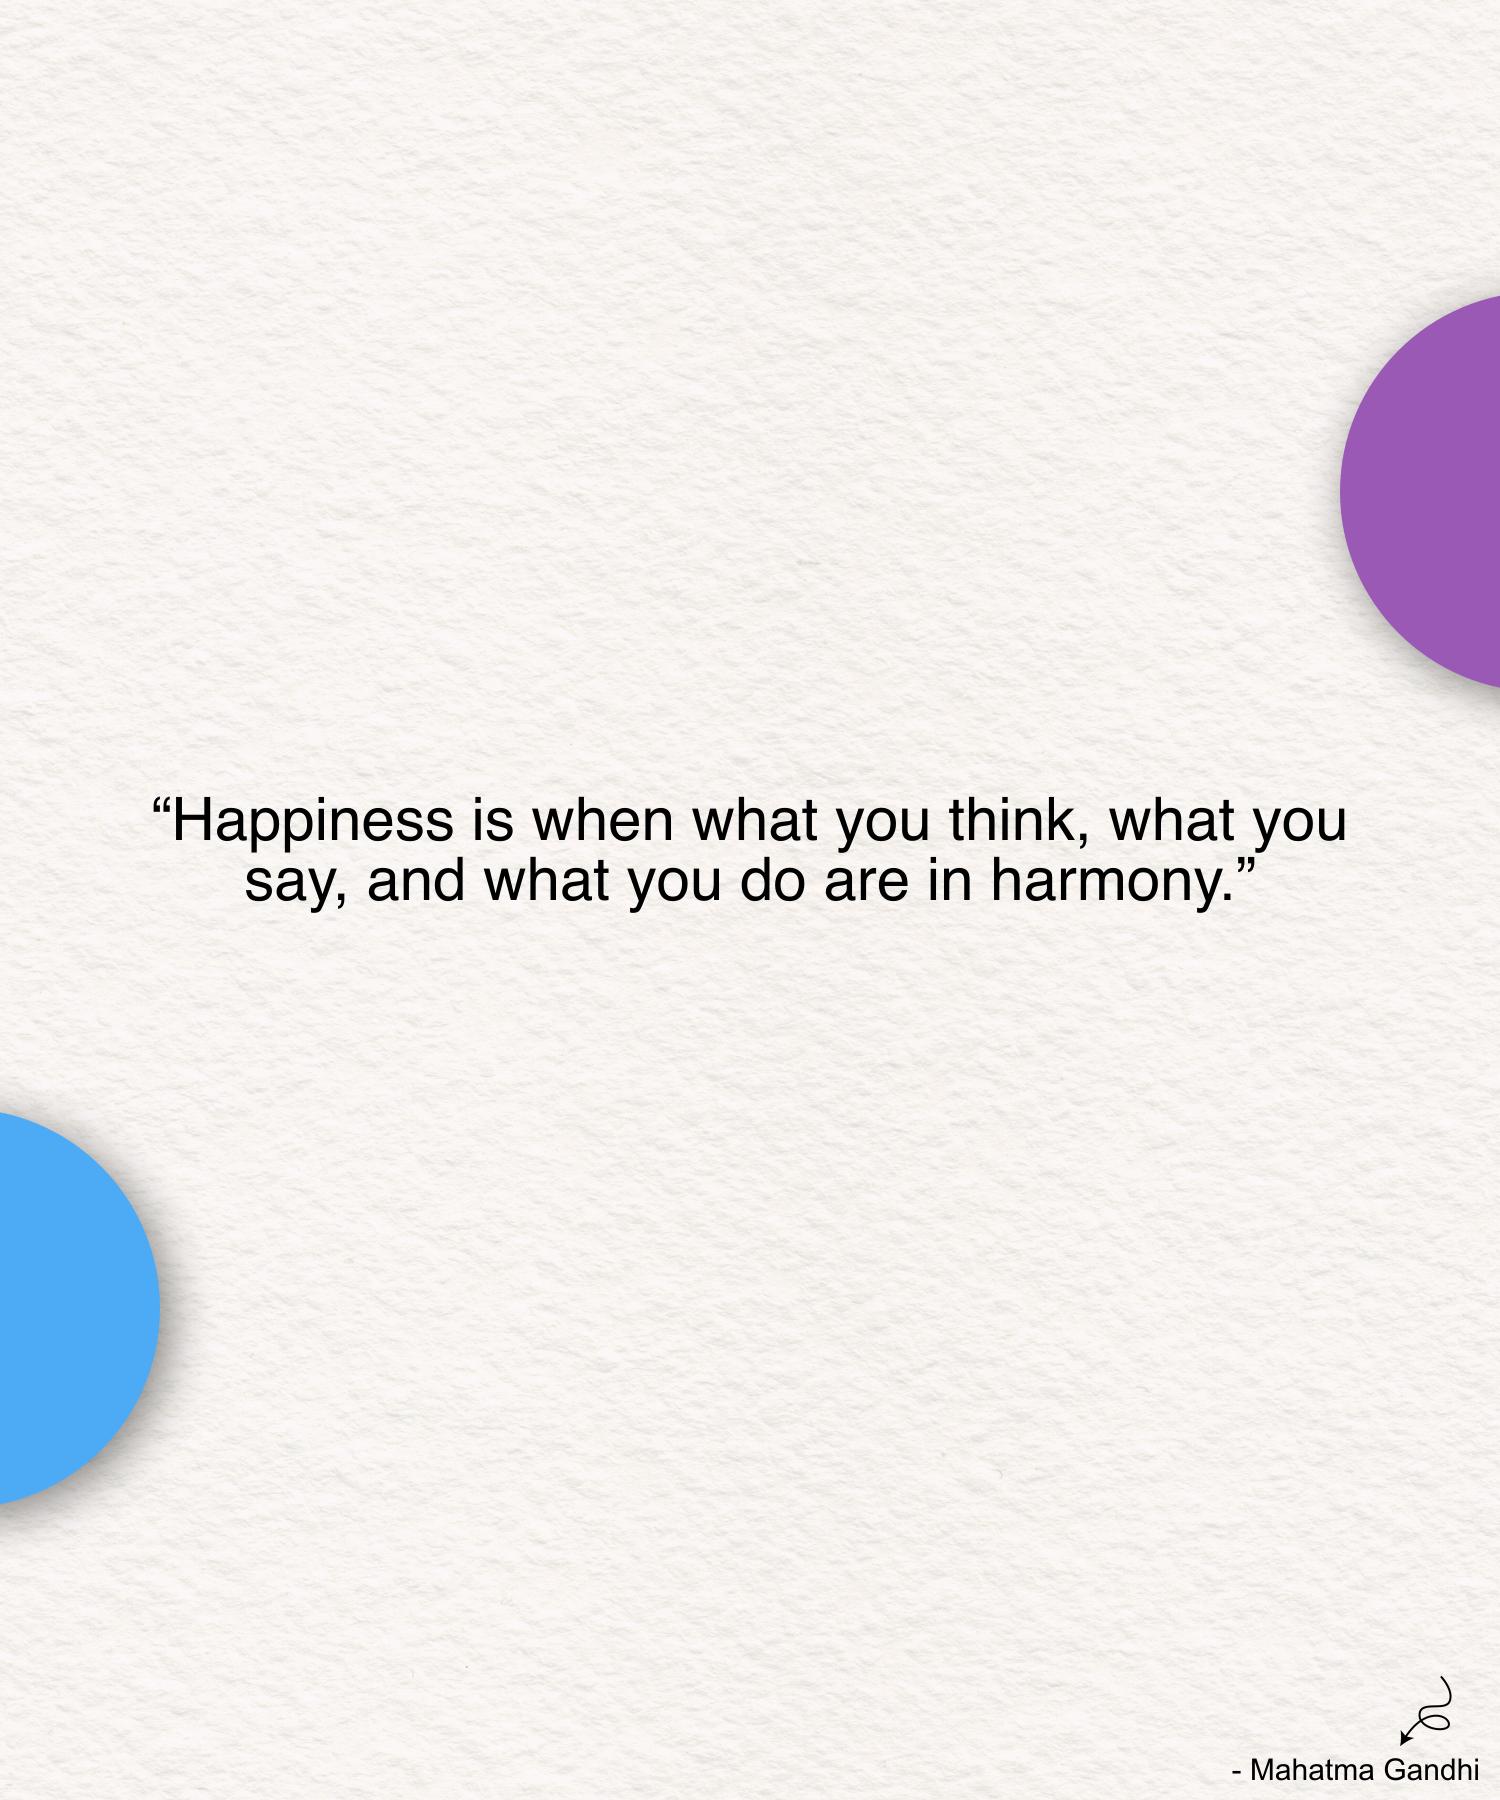 “Happiness is when what you think, what you
say, and what you do are in harmony.”
- Mahatma Gandhi